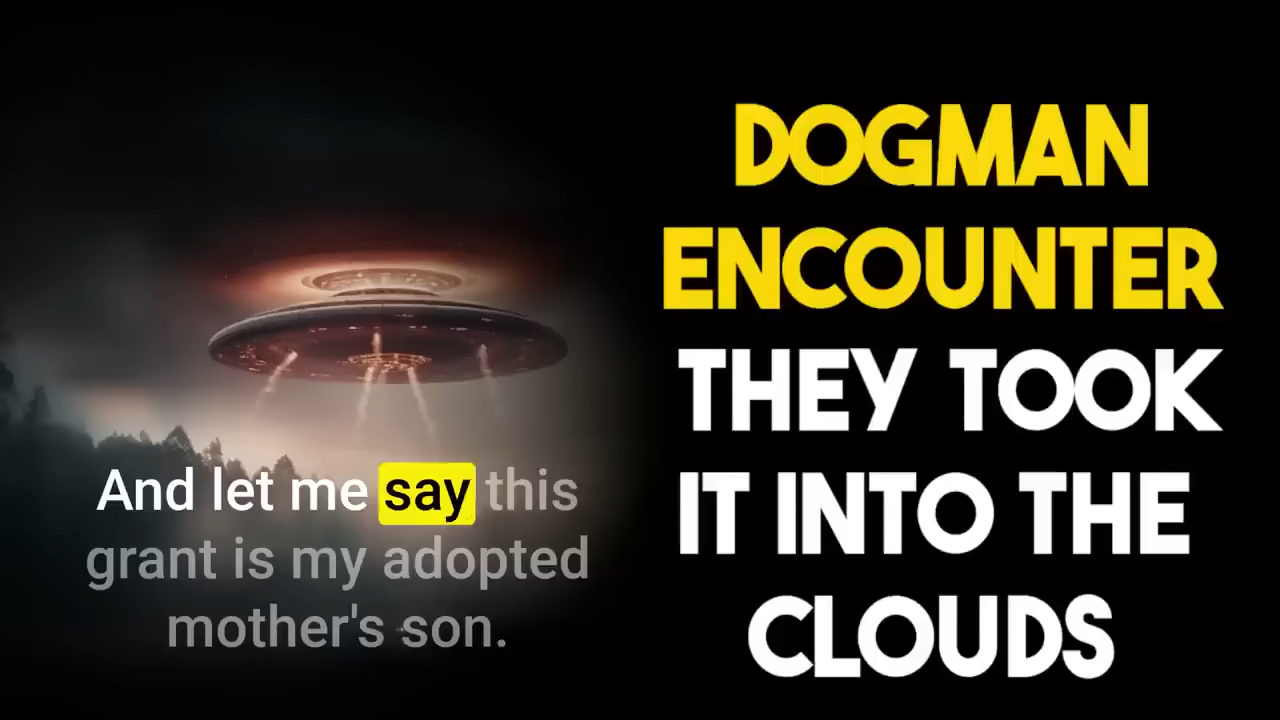 And let me say this
grant is my adopted
mother's son.
DOGMAN
ENCOUNTER
THEY TOOK
IT INTO THE
CLOUDS